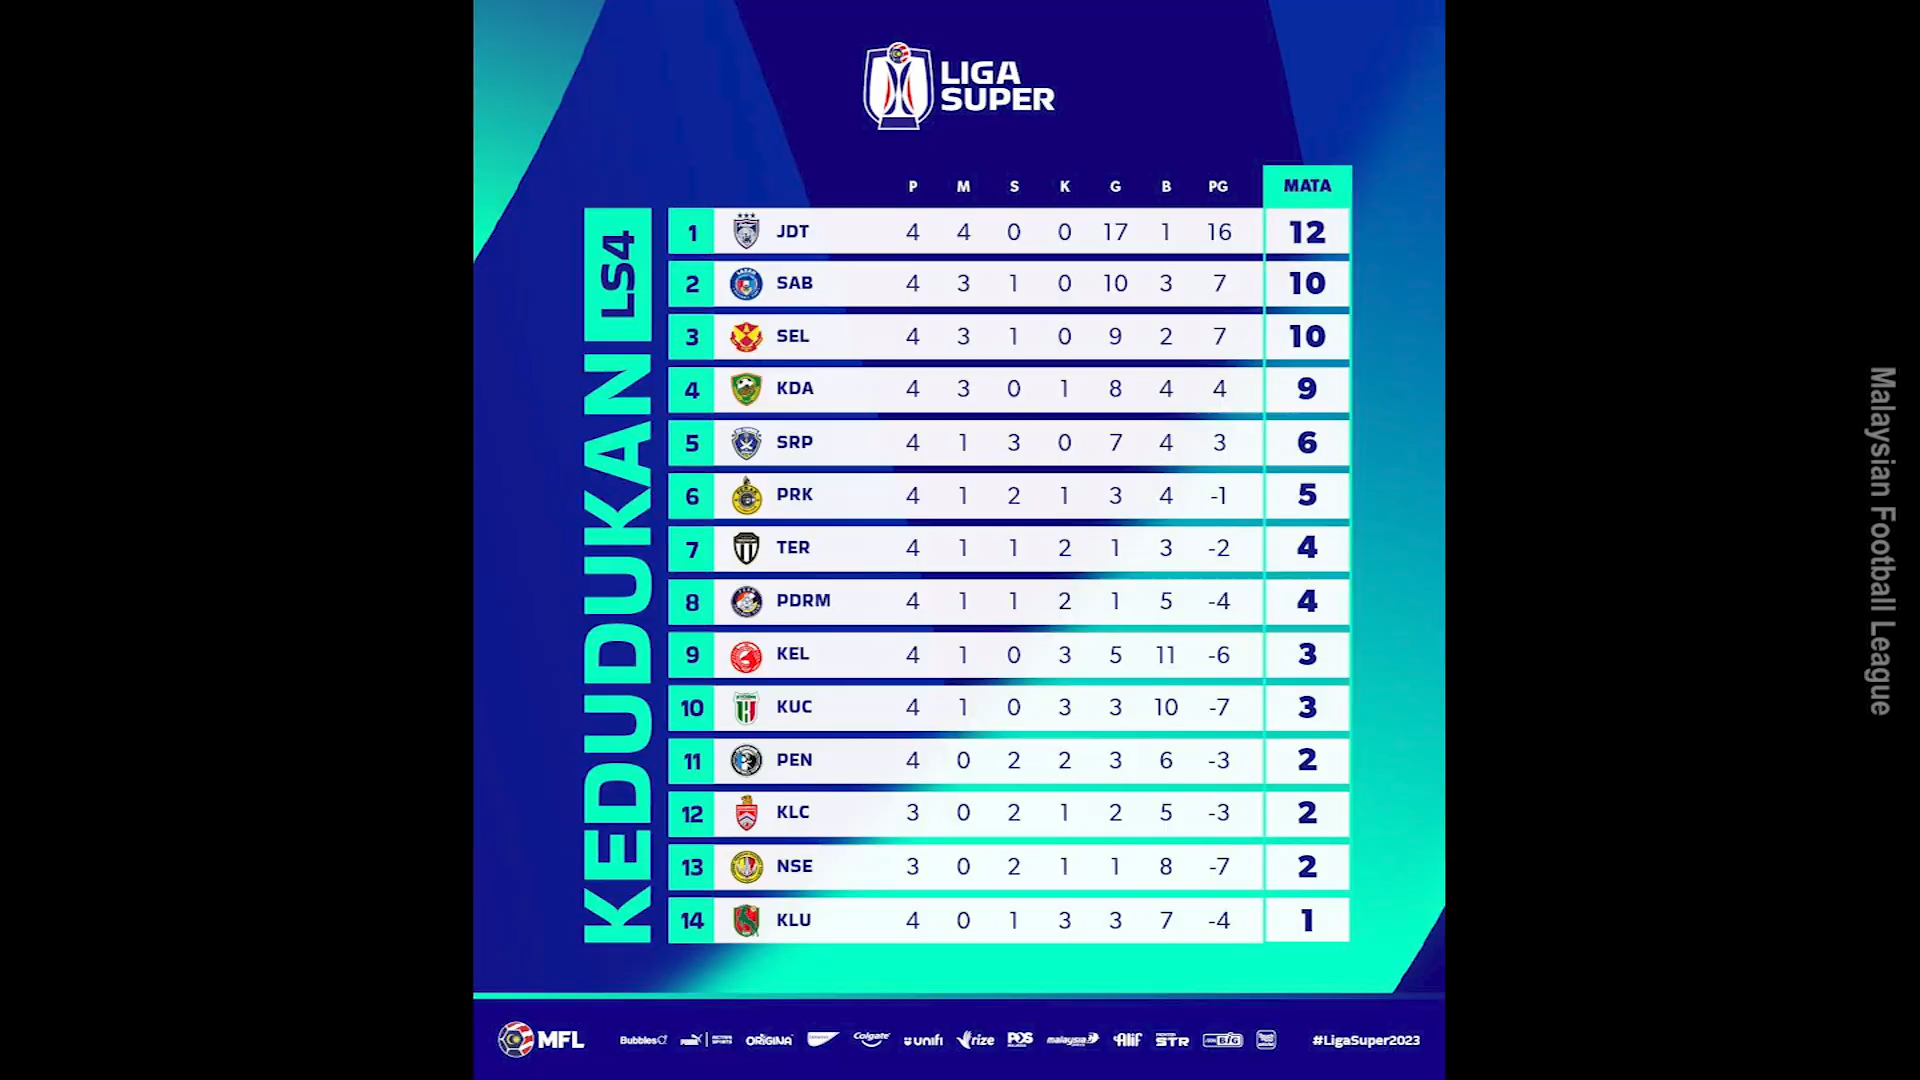 LIGA
SUPER
P M S K G B PG MATA
KEDUDUKAN LS4
1 JDT 4 4 0 0 17 1 16 12
2 SAB 4 3 1 0 10 3 7 10
3 SEL 4 3 1 0 9 2 7 10
4 KDA 4 3 0 1 8 4 4 9
5 SRP 4 1 3 0 7 4 3 6
6 PRK 4 1 2 1 3 4 -1 5
7 TER 4 1 1 2 1 3 -2 4
8 PDRM 4 1 1 2 1 5 -4 4
9 KEL 4 1 0 3 5 11 -6 3
10 KUC 4 1 0 3 3 10 -7 3
11 PEN 4 0 2 2 3 6 -3 2
12 KLC 3 0 2 1 2 5 -3 2
13 NSE 3 0 2 1 1 8 -7 2
14 KLU 4 0 1 3 3 7 -4 1
MFL Bubbles O2 PUMA ORIGINA Colgate unifi rize POS malaysia Alif STR BIG #LigaSuper2023
Malaysian Football League